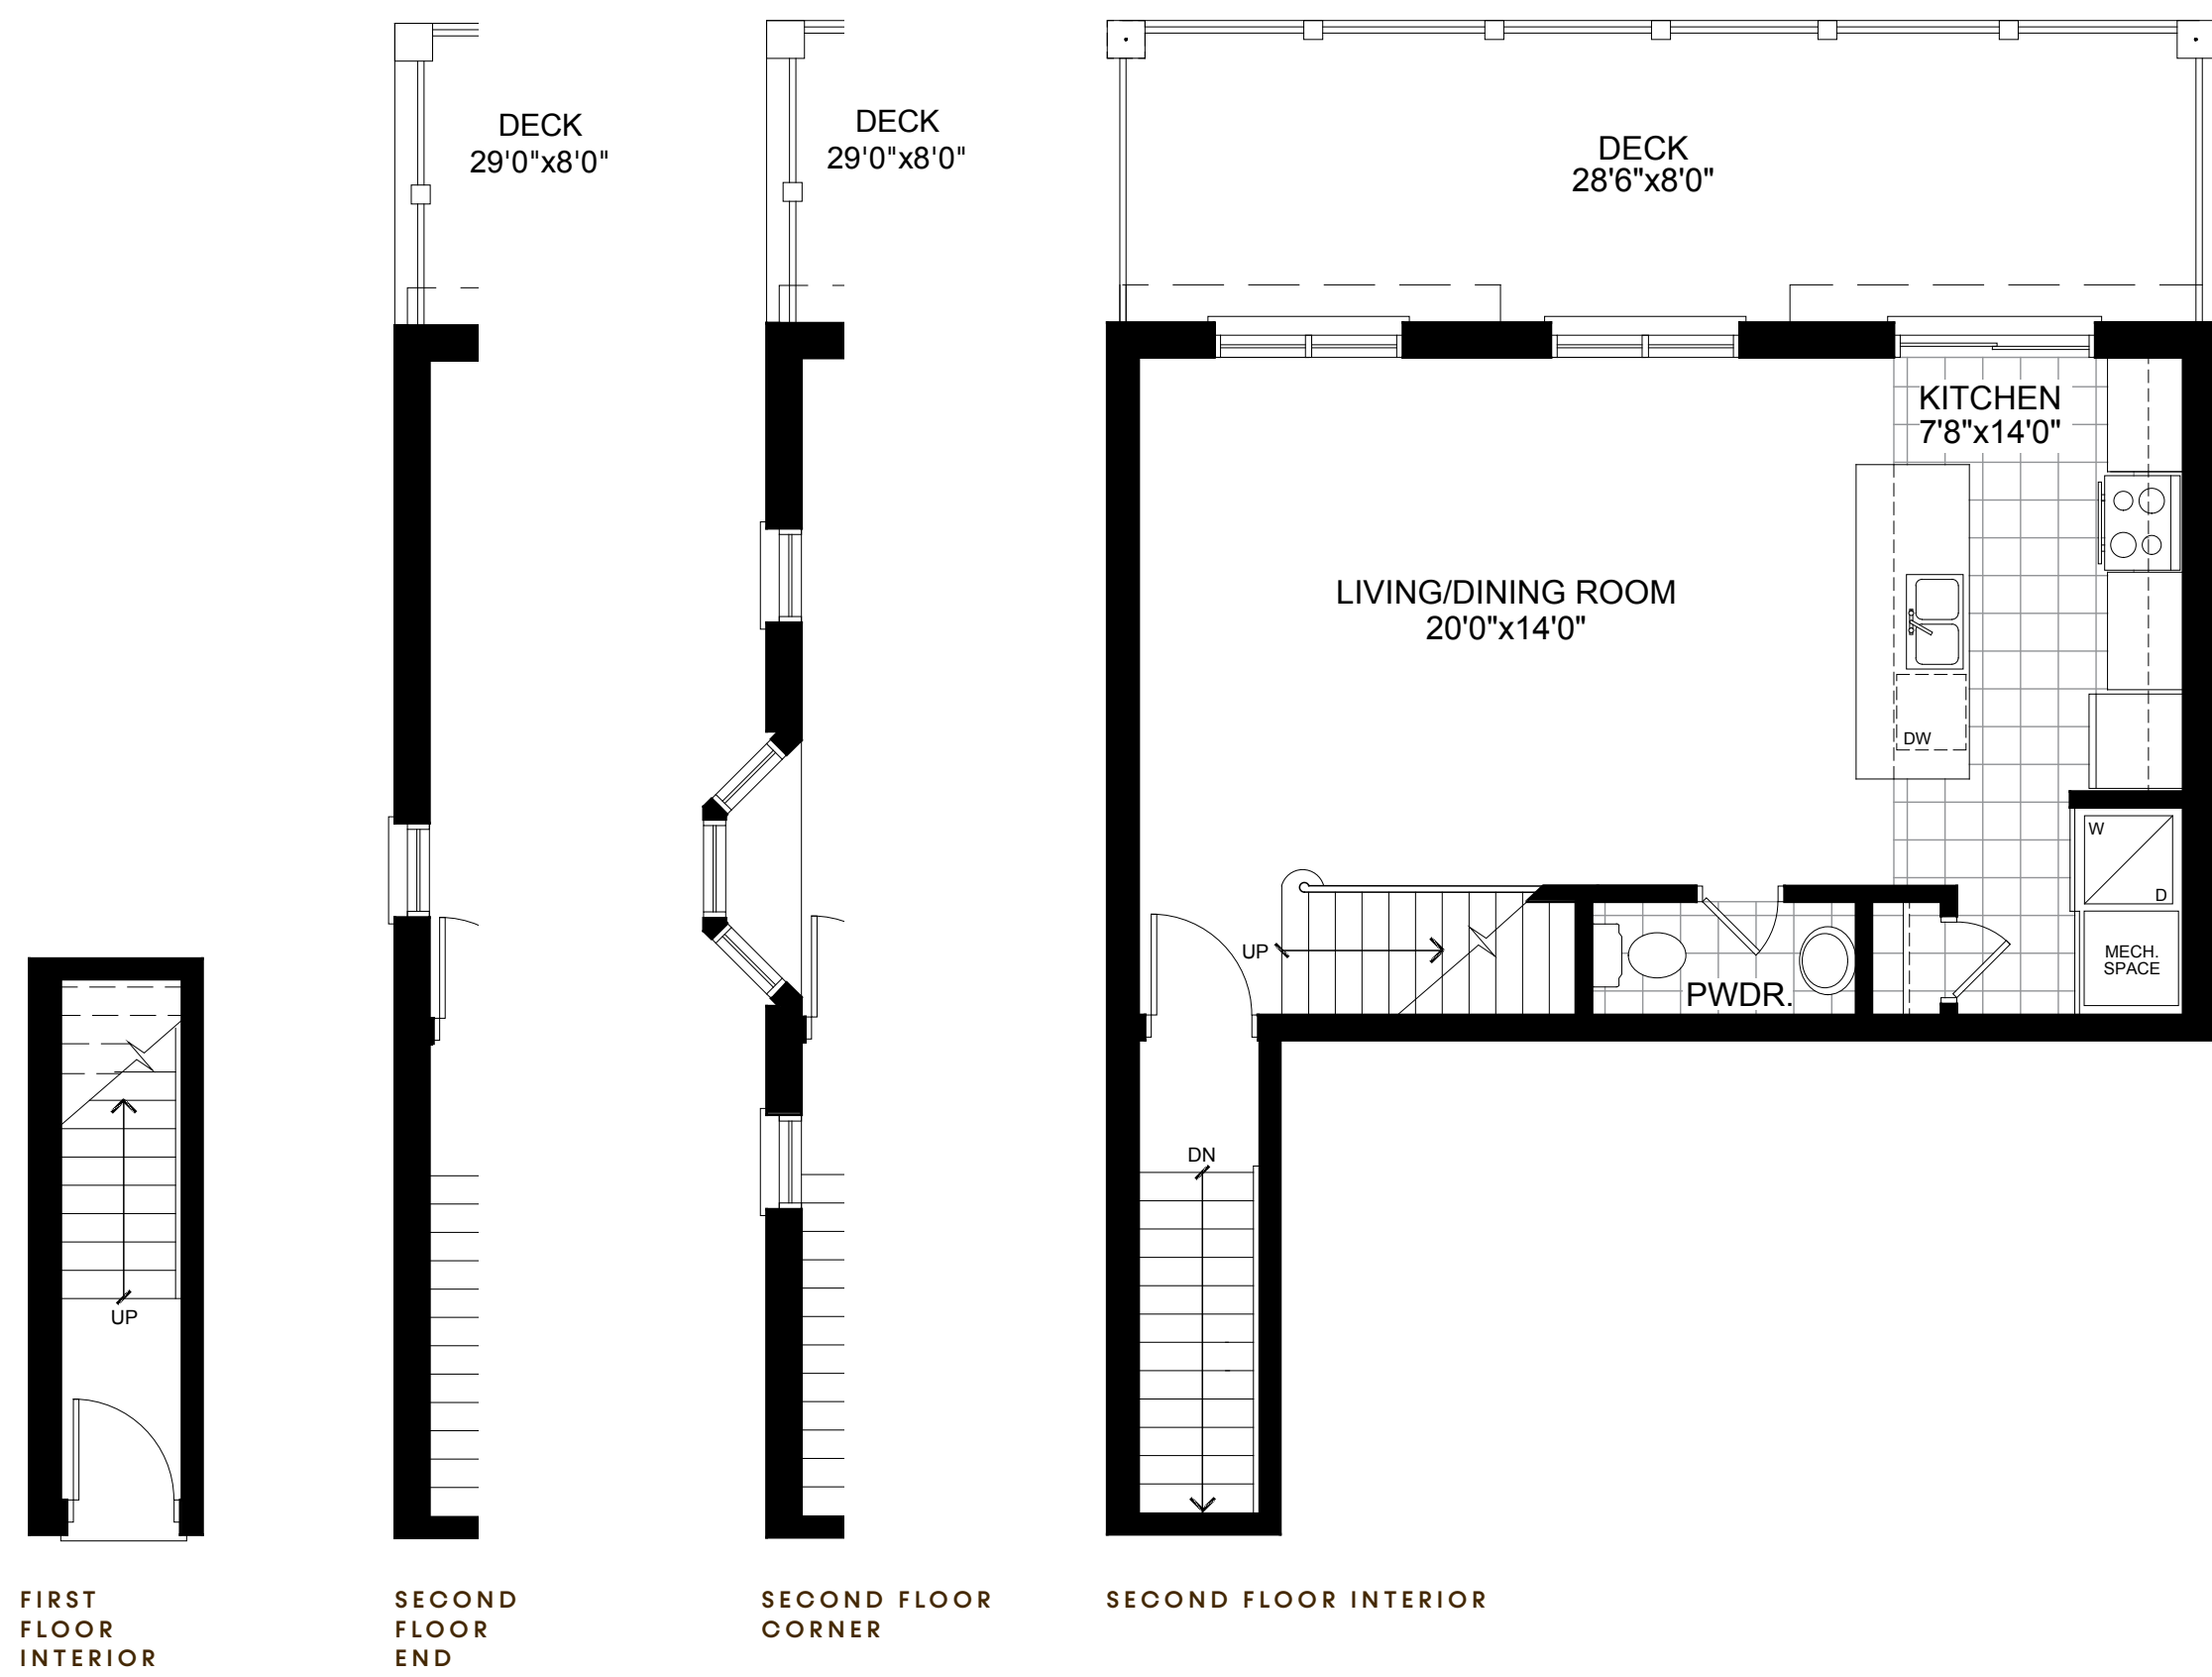 DECK
29'0"x8'0"
DECK
29'0"x8'0"
DECK
28'6"x8'0"
KITCHEN
7'8"x14'0"
LIVING/DINING ROOM
20'0"x14'0"
DW
W
D
UP
MECH.
SPACE
PWDR.
DN
UP
FIRST
FLOOR
INTERIOR
SECOND
FLOOR
END
SECOND FLOOR
CORNER
SECOND FLOOR INTERIOR